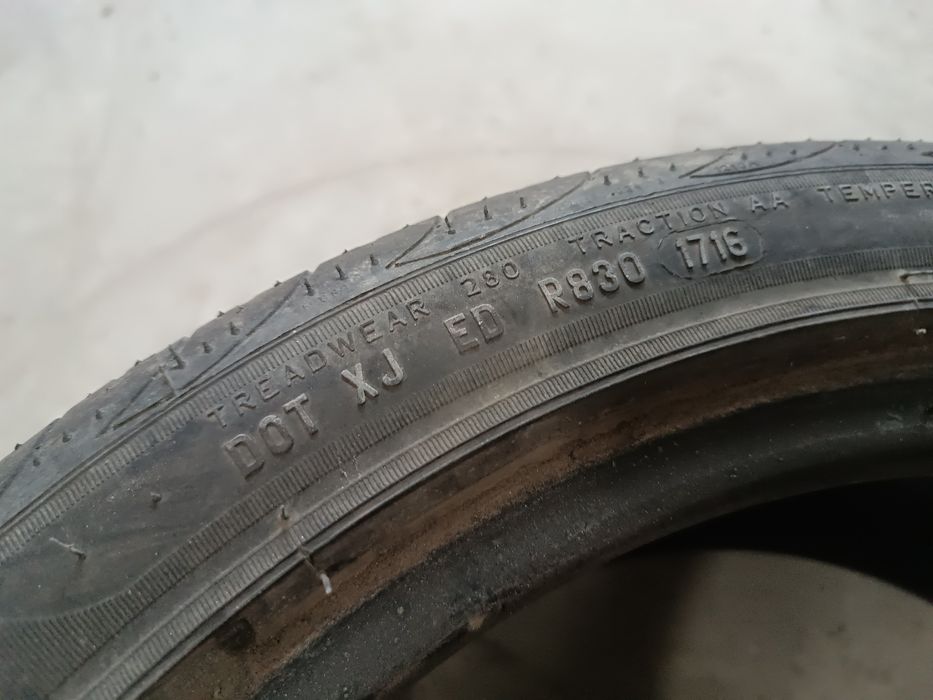 TREADWEAR 280 TRACTION AA TEMPER
DOT XJ ED R830 1716